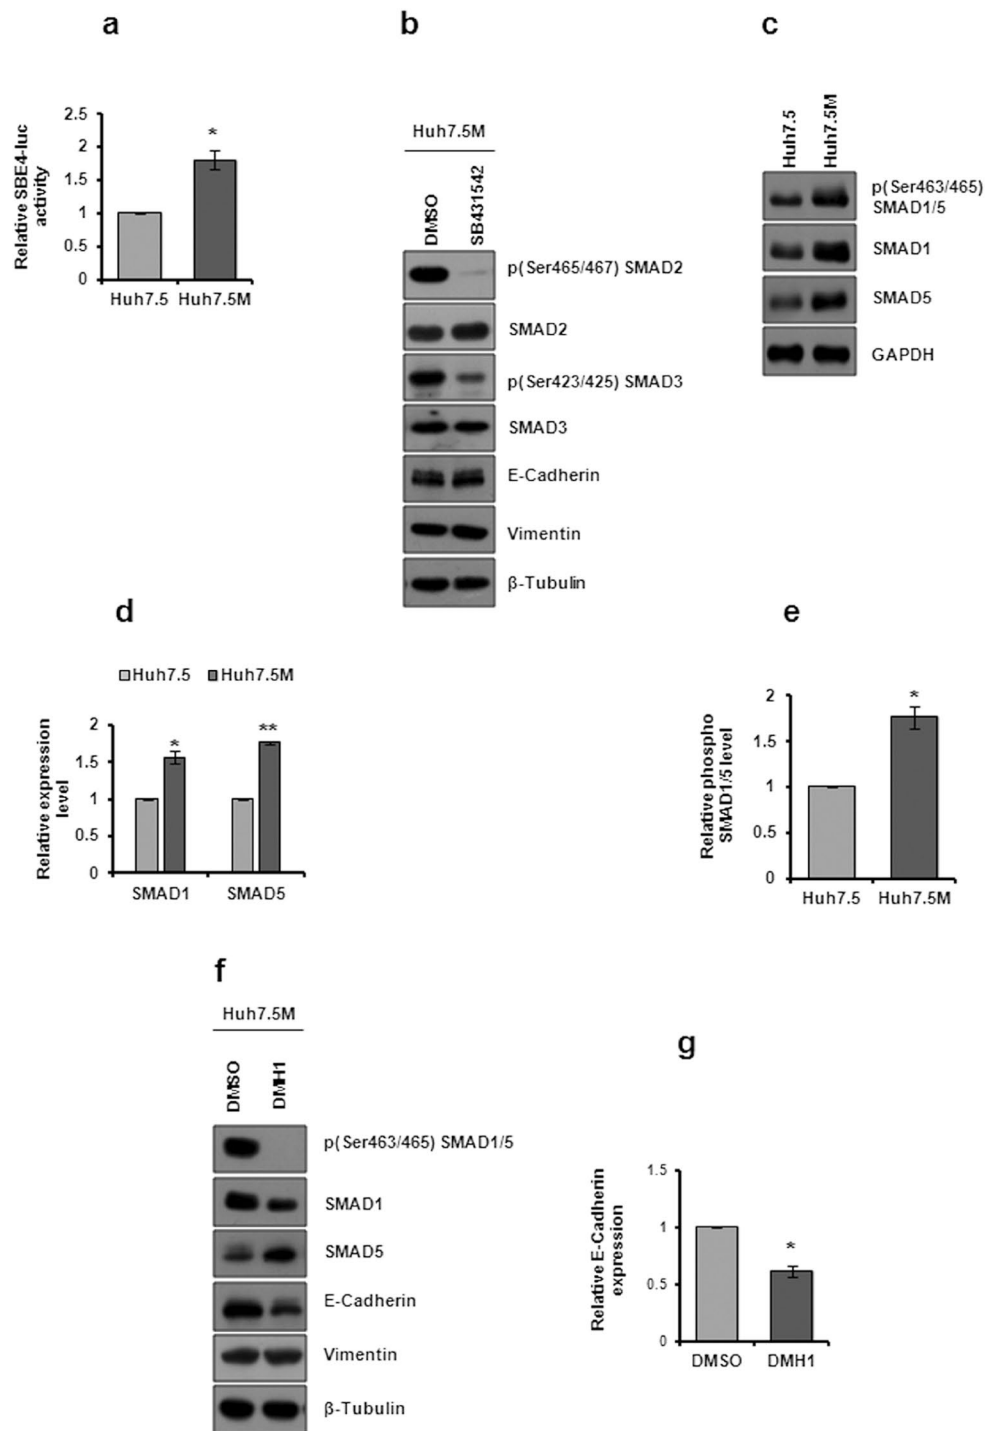 a
Relative SBE4-luc
activity
2.5
2
1.5
1
0.5
0
*
Huh7.5 Huh7.5M
b
Huh7.5M
DMSO
SB431542
p(Ser465/467) SMAD2
SMAD2
p(Ser423/425) SMAD3
SMAD3
E-Cadherin
Vimentin
β-Tubulin
c
Huh7.5
Huh7.5M
p(Ser463/465)
SMAD1/5
SMAD1
SMAD5
GAPDH
d
Huh7.5 Huh7.5M
Relative expression
level
2
1.5
1
0.5
0
*
**
SMAD1 SMAD5
e
Relative phospho
SMAD1/5 level
2
1.5
1
0.5
0
*
Huh7.5 Huh7.5M
f
Huh7.5M
DMSO
DMH1
p(Ser463/465) SMAD1/5
SMAD1
SMAD5
E-Cadherin
Vimentin
β-Tubulin
g
Relative E-Cadherin
expression
1.5
1
0.5
0
*
DMSO DMH1